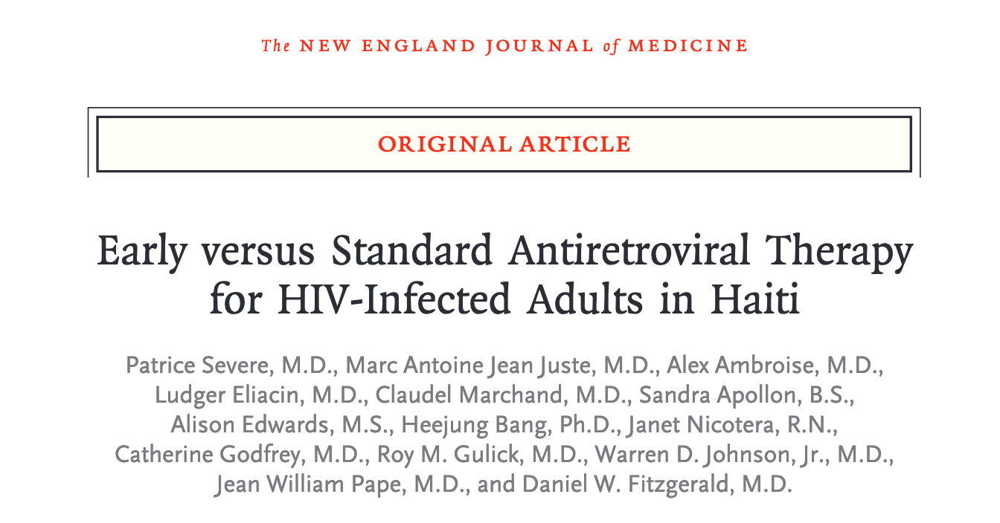 The NEW ENGLAND JOURNAL of MEDICINE
ORIGINAL ARTICLE
Early versus Standard Antiretroviral Therapy
for HIV-Infected Adults in Haiti
Patrice Severe, M.D., Marc Antoine Jean Juste, M.D., Alex Ambroise, M.D.,
Ludger Eliacin, M.D., Claudel Marchand, M.D., Sandra Apollon, B.S.,
Alison Edwards, M.S., Heejung Bang, Ph.D., Janet Nicotera, R.N.,
Catherine Godfrey, M.D., Roy M. Gulick, M.D., Warren D. Johnson, Jr., M.D.,
Jean William Pape, M.D., and Daniel W. Fitzgerald, M.D.